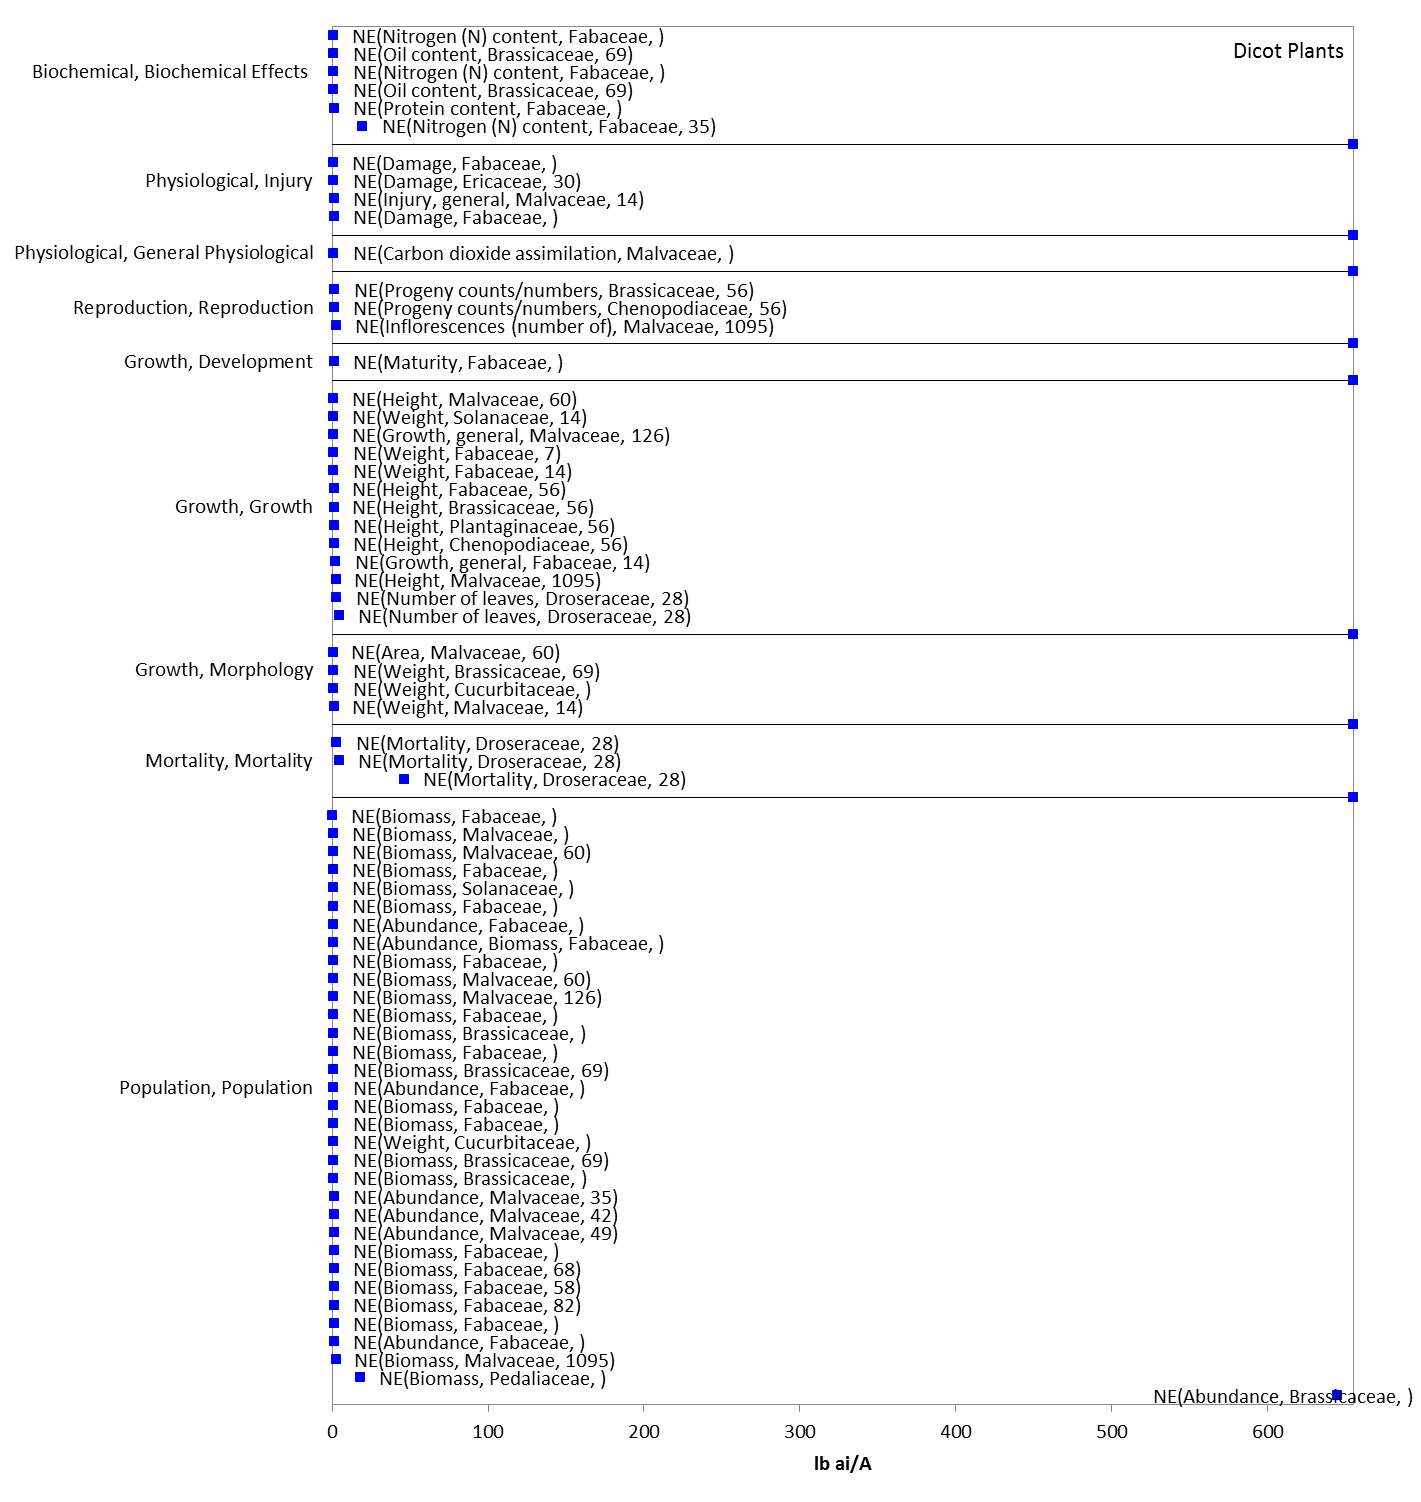 Dicot Plants
Biochemical, Biochemical Effects
NE(Nitrogen (N) content, Fabaceae, )
NE(Oil content, Brassicaceae, 69)
NE(Nitrogen (N) content, Fabaceae, )
NE(Oil content, Brassicaceae, 69)
NE(Protein content, Fabaceae, )
NE(Nitrogen (N) content, Fabaceae, 35)
Physiological, Injury
NE(Damage, Fabaceae, )
NE(Damage, Ericaceae, 30)
NE(Injury, general, Malvaceae, 14)
NE(Damage, Fabaceae, )
Physiological, General Physiological
NE(Carbon dioxide assimilation, Malvaceae, )
Reproduction, Reproduction
NE(Progeny counts/numbers, Brassicaceae, 56)
NE(Progeny counts/numbers, Chenopodiaceae, 56)
NE(Inflorescences (number of), Malvaceae, 1095)
Growth, Development
NE(Maturity, Fabaceae, )
Growth, Growth
NE(Height, Malvaceae, 60)
NE(Weight, Solanaceae, 14)
NE(Growth, general, Malvaceae, 126)
NE(Weight, Fabaceae, 7)
NE(Weight, Fabaceae, 14)
NE(Height, Fabaceae, 56)
NE(Height, Brassicaceae, 56)
NE(Height, Plantaginaceae, 56)
NE(Height, Chenopodiaceae, 56)
NE(Growth, general, Fabaceae, 14)
NE(Height, Malvaceae, 1095)
NE(Number of leaves, Droseraceae, 28)
NE(Number of leaves, Droseraceae, 28)
Growth, Morphology
NE(Area, Malvaceae, 60)
NE(Weight, Brassicaceae, 69)
NE(Weight, Cucurbitaceae, )
NE(Weight, Malvaceae, 14)
Mortality, Mortality
NE(Mortality, Droseraceae, 28)
NE(Mortality, Droseraceae, 28)
NE(Mortality, Droseraceae, 28)
Population, Population
NE(Biomass, Fabaceae, )
NE(Biomass, Malvaceae, )
NE(Biomass, Malvaceae, 60)
NE(Biomass, Fabaceae, )
NE(Biomass, Solanaceae, )
NE(Biomass, Fabaceae, )
NE(Abundance, Fabaceae, )
NE(Abundance, Biomass, Fabaceae, )
NE(Biomass, Fabaceae, )
NE(Biomass, Malvaceae, 60)
NE(Biomass, Malvaceae, 126)
NE(Biomass, Fabaceae, )
NE(Biomass, Brassicaceae, )
NE(Biomass, Fabaceae, )
NE(Biomass, Brassicaceae, 69)
NE(Abundance, Fabaceae, )
NE(Biomass, Fabaceae, )
NE(Biomass, Fabaceae, )
NE(Weight, Cucurbitaceae, )
NE(Biomass, Brassicaceae, 69)
NE(Biomass, Brassicaceae, )
NE(Abundance, Malvaceae, 35)
NE(Abundance, Malvaceae, 42)
NE(Abundance, Malvaceae, 49)
NE(Biomass, Fabaceae, )
NE(Biomass, Fabaceae, 68)
NE(Biomass, Fabaceae, 58)
NE(Biomass, Fabaceae, 82)
NE(Biomass, Fabaceae, )
NE(Abundance, Fabaceae, )
NE(Biomass, Malvaceae, 1095)
NE(Biomass, Pedaliaceae, )
NE(Abundance, Brassicaceae, )
0 100 200 300 400 500 600
lb ai/A